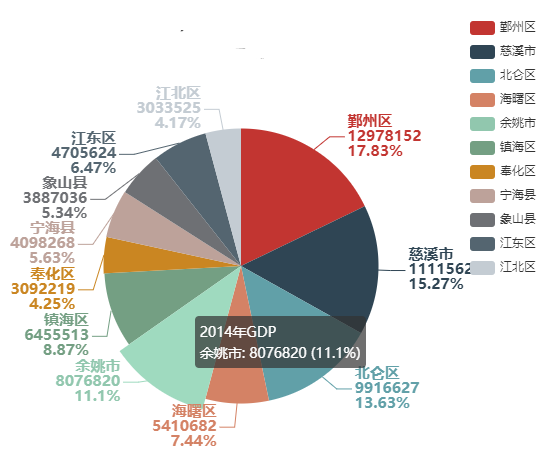 鄞州区
慈溪市
北仑区
海曙区
余姚市
镇海区
奉化区
宁海县
象山县
江东区
江北区
江北区
3033525
4.17%
鄞州区
12978152
17.83%
江东区
4705624
6.47%
象山县
3887036
5.34%
宁海县
4098268
5.63%
慈溪市
1111562
15.27%
奉化区
3092219
4.25%
镇海区
6455513
8.87%
2014年GDP
余姚市: 8076820 (11.1%)
余姚市
8076820
11.1%
北仑区
9916627
13.63%
海曙区
5410682
7.44%